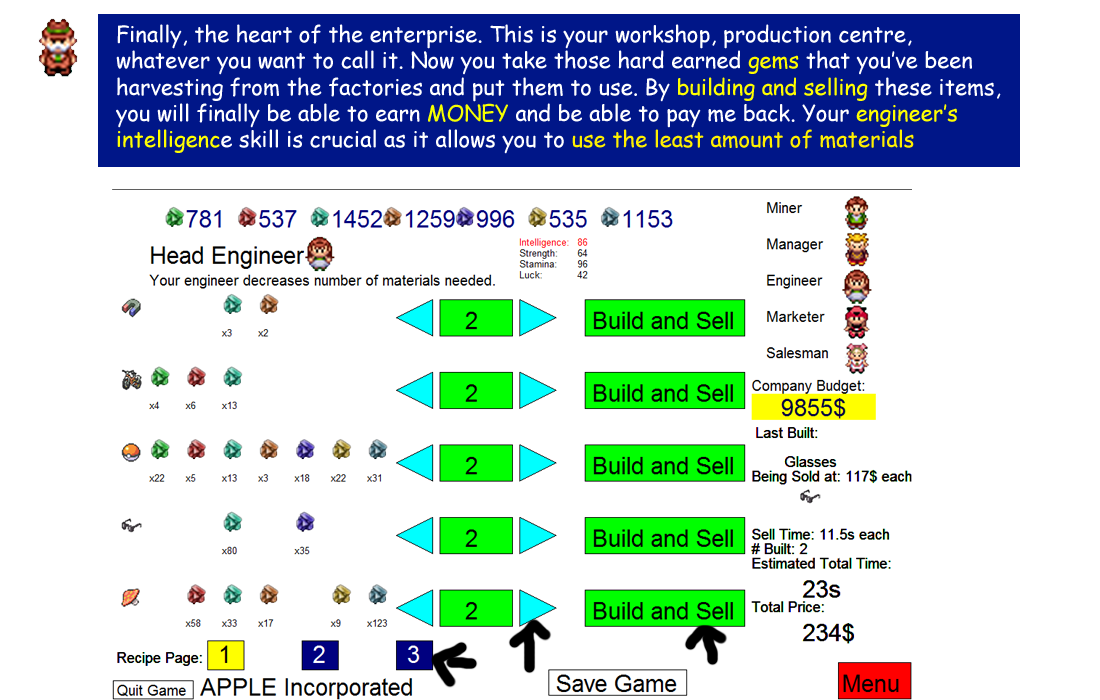 Finally, the heart of the enterprise. This is your workshop, production centre,
whatever you want to call it. Now you take those hard earned gems that you've been
harvesting from the factories and put them to use. By building and selling these items,
you will finally be able to earn MONEY and be able to pay me back. Your engineer's
intelligence skill is crucial as it allows you to use the least amount of materials
781 537 1452 1259 996 535 1153
Miner
Manager
Engineer
Marketer
Salesman
Head Engineer
Intelligence: 86
Strength: 64
Stamina: 96
Luck: 42
Your engineer decreases number of materials needed.
x3 x2
2
Build and Sell
x4 x6 x13
2
Build and Sell
x22 x5 x13 x3 x18 x22 x31
2
Build and Sell
x80 x35
2
Build and Sell
x58 x33 x17 x9 x123
2
Build and Sell
Company Budget:
9855$
Last Built:
Glasses
Being Sold at: 117$ each
Sell Time: 11.5s each
# Built: 2
Estimated Total Time:
23s
Total Price:
234$
Recipe Page: 1 2 3
Quit Game APPLE Incorporated Save Game Menu